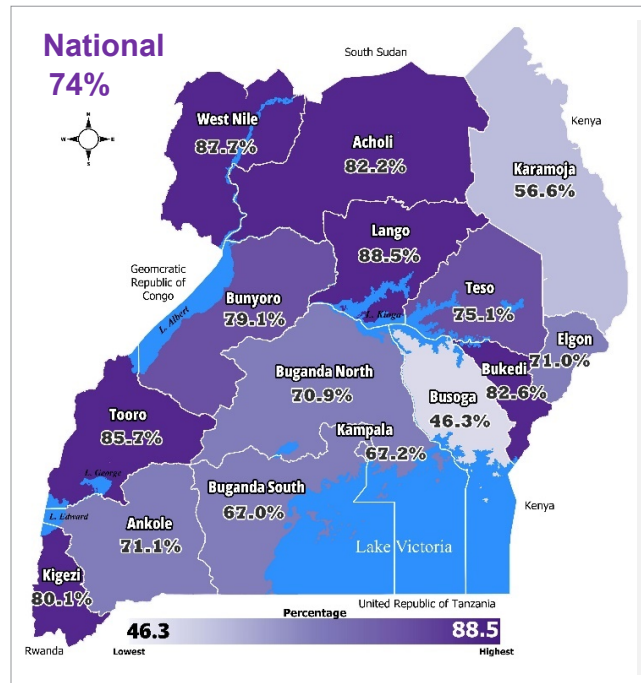 National
74%
South Sudan
N
W
E
S
West Nile
87.7%
Acholi
82.2%
Kenya
Karamoja
56.6%
Lango
88.5%
Geomcratic
Republic of
Congo
L. Albert
Bunyoro
79.1%
L. Kioga
Teso
75.1%
Elgon
71.0%
Bukedi
82.6%
Buganda North
70.9%
Busoga
46.3%
Tooro
85.7%
Kampala
67.2%
L. George
Buganda South
67.0%
L. Edward
Ankole
71.1%
Kenya
Lake Victoria
Kigezi
80.1%
United Republic of Tanzania
Percentage
46.3
88.5
Lowest
Highest
Rwanda